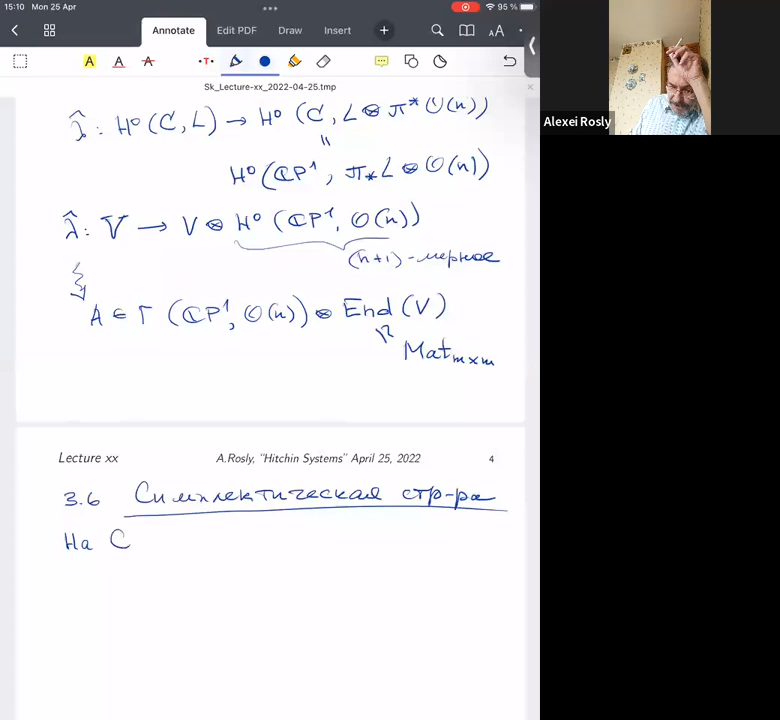 15:10 Mon 25 Apr
95 %
Annotate Edit PDF Draw Insert
Sk_Lecture-xx_2022-04-25.tmp
λ̂ : H⁰(C, L) → H⁰(C, L ⊗ π* O(n))
॥
H⁰(ℂP¹, π⁎L ⊗ O(n))
λ̂ : V → V ⊗ H⁰(ℂP¹, O(n))
(n+1)-мерное
A ∈ Γ(ℂP¹, O(n)) ⊗ End(V)
Mat m×m
Lecture xx A.Rosly, "Hitchin Systems" April 25, 2022 4
3.6 Симплектическая стр-ра
На C
Alexei Rosly